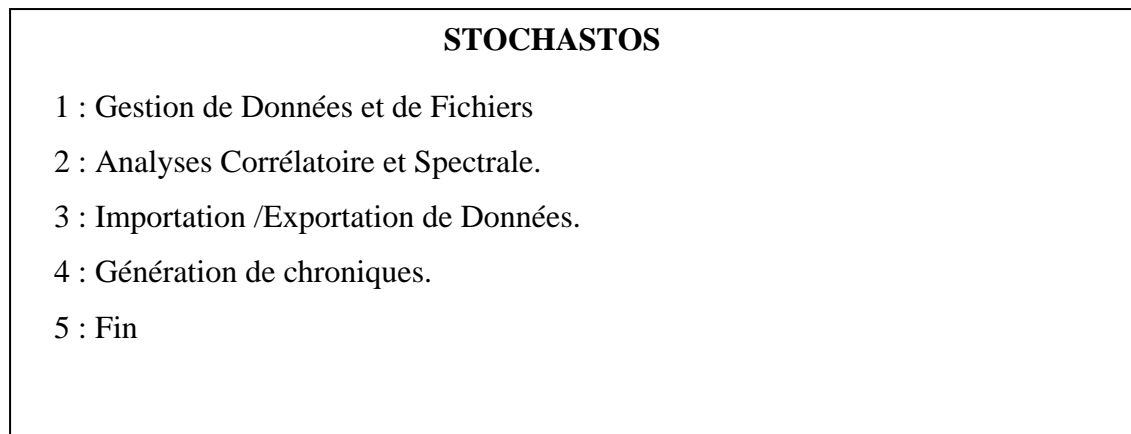 STOCHASTOS
1 : Gestion de Données et de Fichiers
2 : Analyses Corrélatoire et Spectrale.
3 : Importation /Exportation de Données.
4 : Génération de chroniques.
5 : Fin